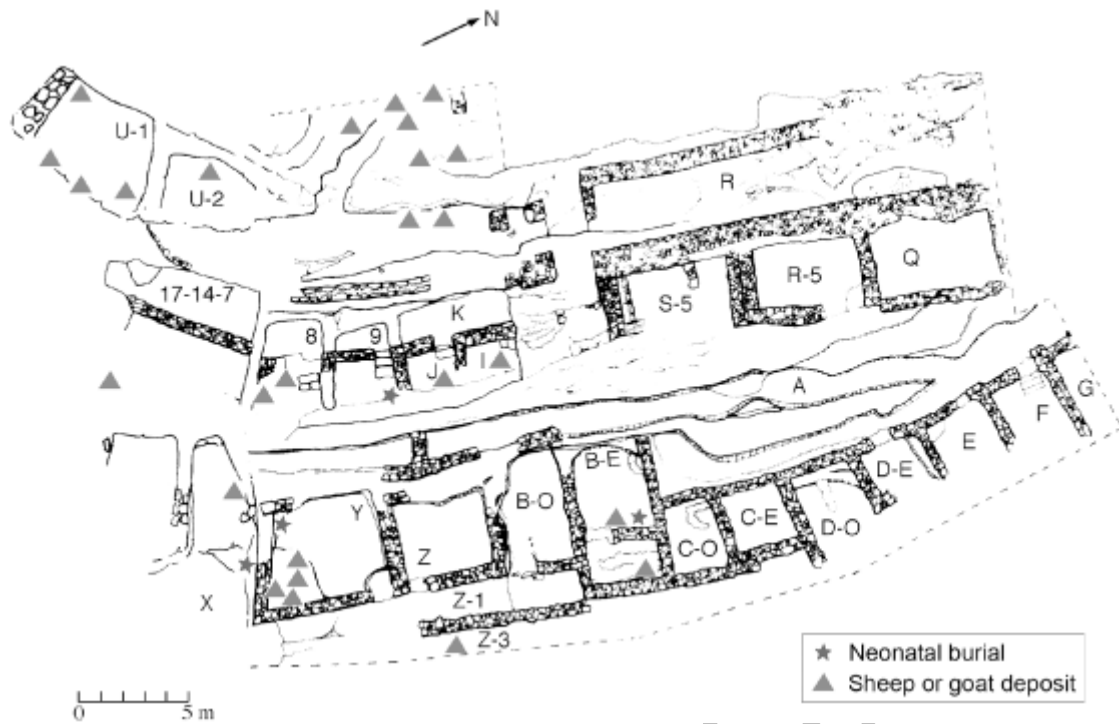 N
U-1
U-2
R
17-14-7
8
9
K
J
I
S-5
R-5
Q
A
G
F
E
D-E
D-O
C-E
C-O
B-E
B-O
Y
Z
X
Z-1
Z-3
0
5 m
Neonatal burial
Sheep or goat deposit